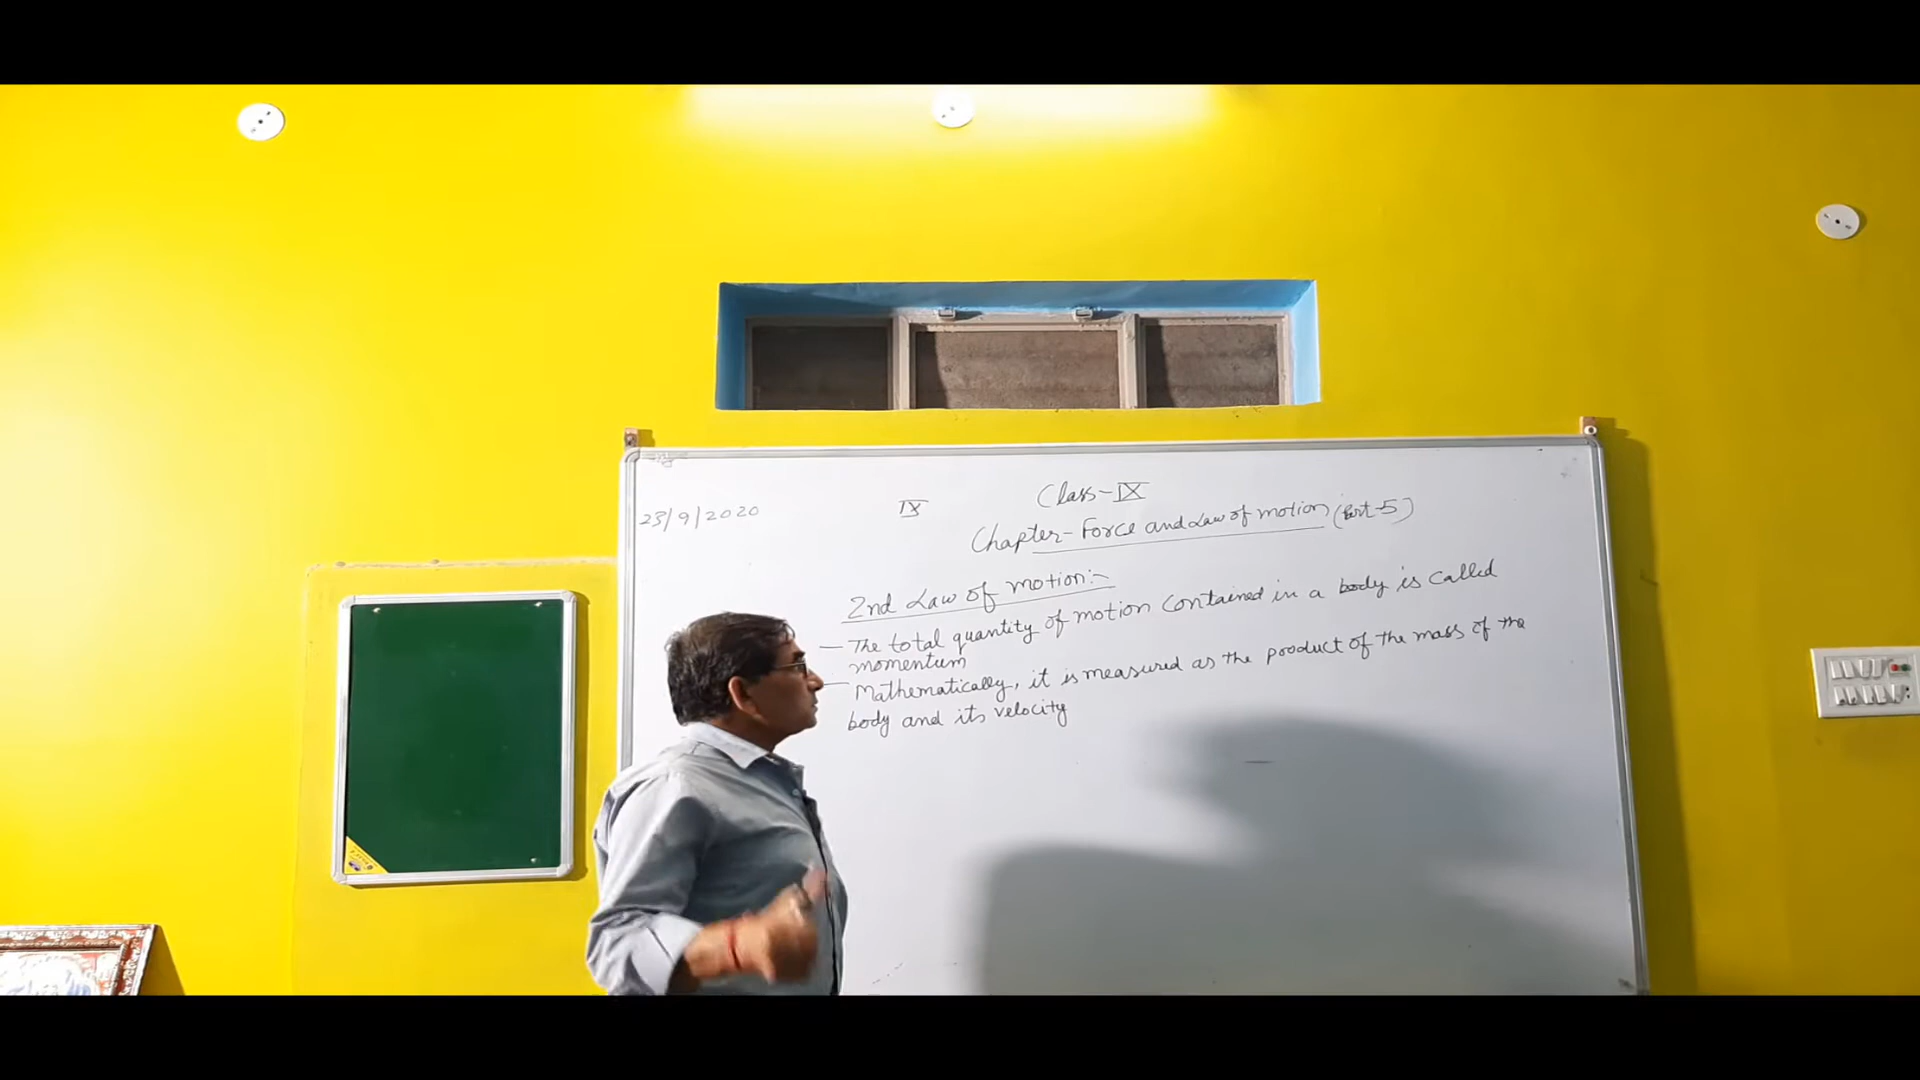 23/9/2020
IX
Class-IX
Chapter-Force and Law of motion (Part-5)
2nd Law of motion:-
— The total quantity of motion contained in a body is called
momentum
— Mathematically, it is measured as the product of the mass of the
body and its velocity